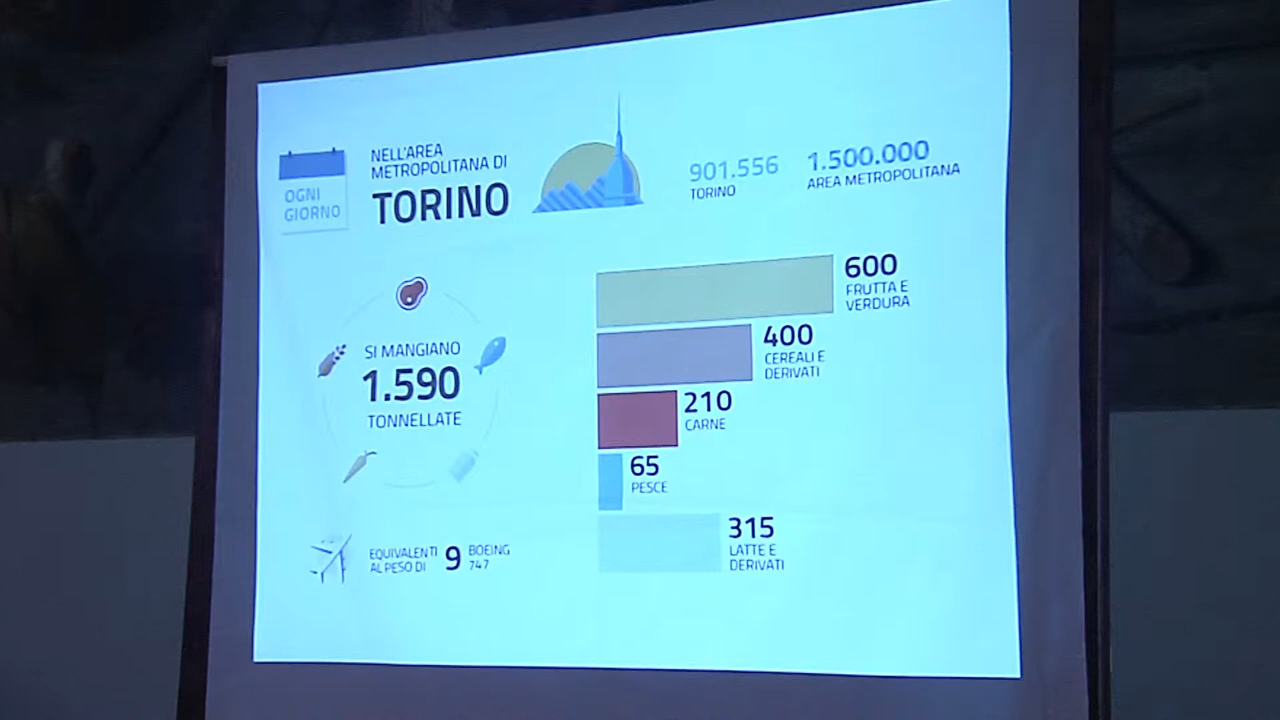 OGNI
GIORNO
NELL'AREA
METROPOLITANA DI
TORINO
901.556
TORINO
1.500.000
AREA METROPOLITANA
SI MANGIANO
1.590
TONNELLATE
EQUIVALENTI
AL PESO DI
9
BOEING
747
600
FRUTTA E
VERDURA
400
CEREALI E
DERIVATI
210
CARNE
65
PESCE
315
LATTE E
DERIVATI